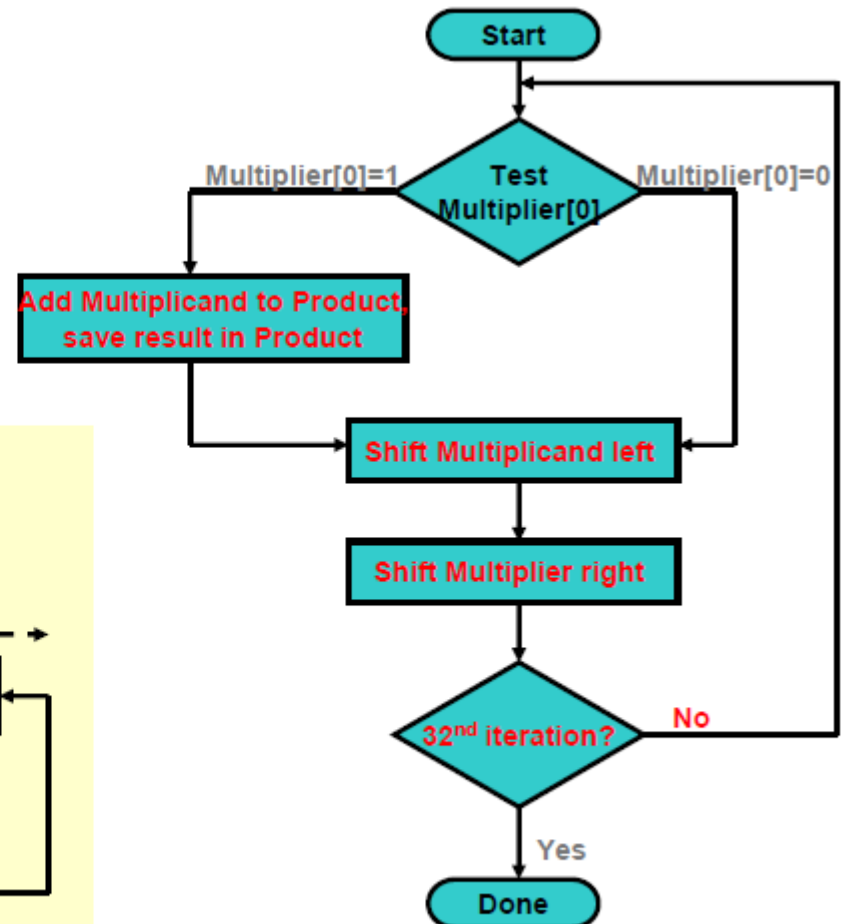 Start
Multiplier[0]=1
Test
Multiplier[0]
Multiplier[0]=0
Add Multiplicand to Product,
save result in Product
Shift Multiplicand left
Shift Multiplier right
32nd iteration?
No
Yes
Done